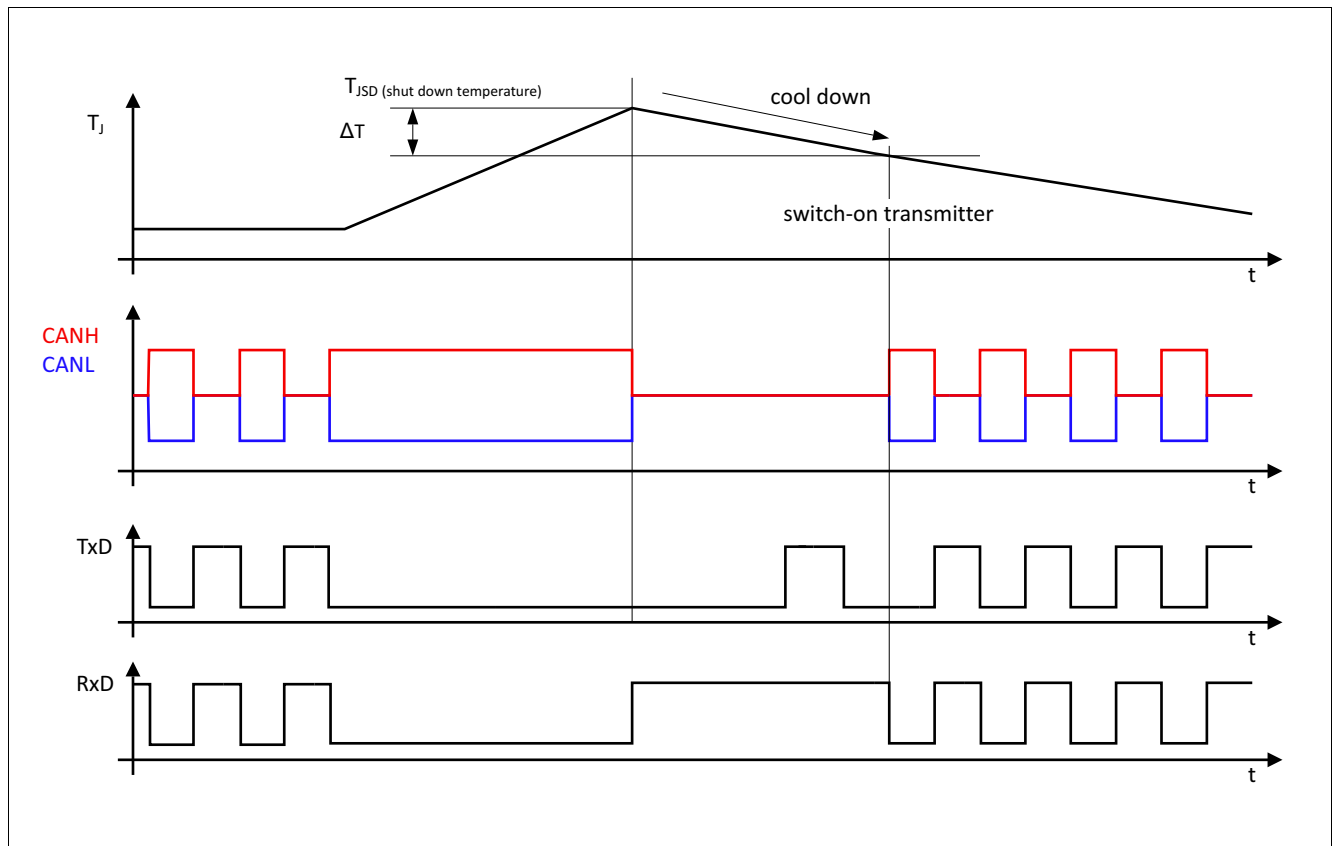 T_JSD (shut down temperature)
cool down
T_J
ΔT
switch-on transmitter
t
CANH
CANL
t
TxD
t
RxD
t